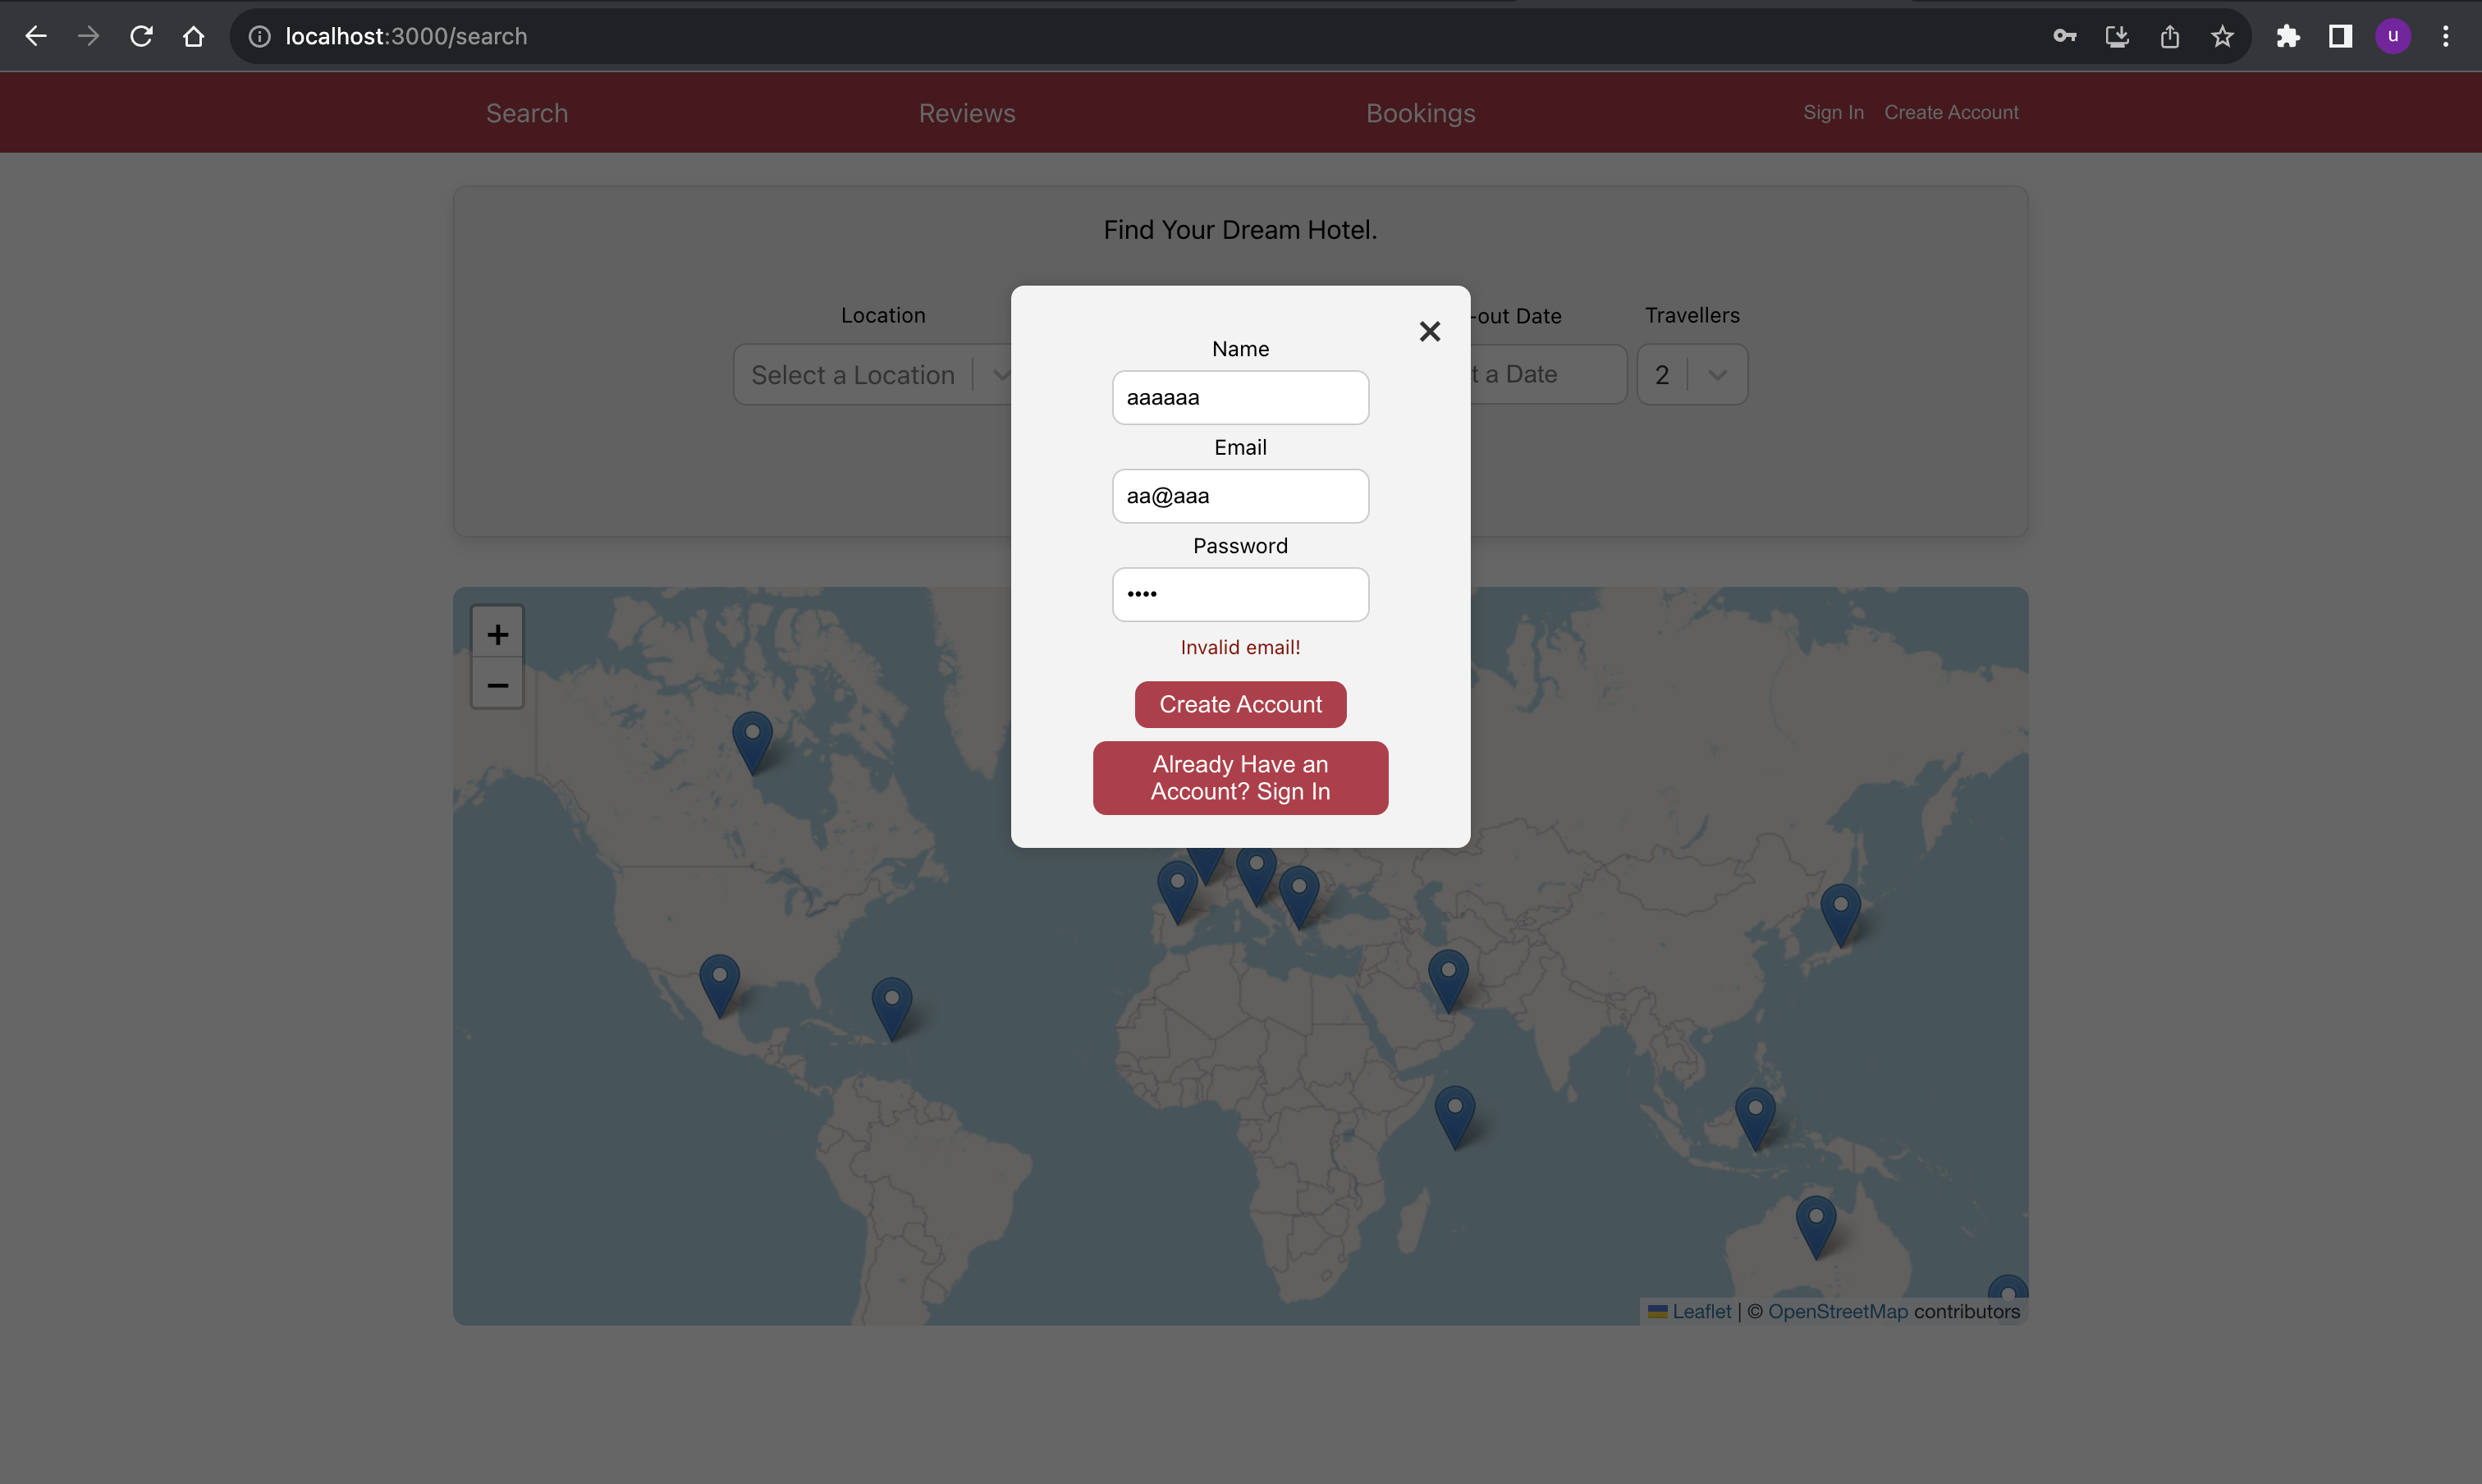 localhost:3000/search
u
Search Reviews Bookings Sign In Create Account
Find Your Dream Hotel.
Location -out Date Travellers
Select a Location t a Date 2
Name
aaaaaa
Email
aa@aaa
Password
••••
Invalid email!
Create Account
Already Have an
Account? Sign In
+
−
Leaflet | © OpenStreetMap contributors